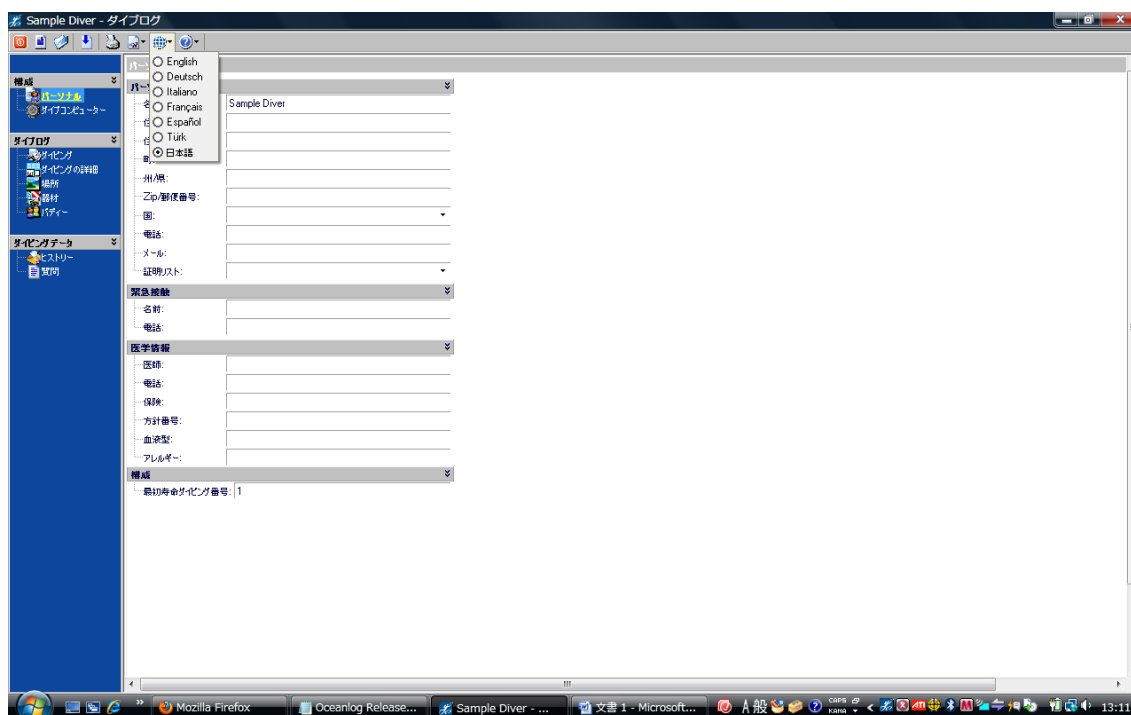 Sample Diver - ダイブログ
English
Deutsch
Italiano
Français
Español
Türk
日本語
構成
パーソナル
ダイブコンピューター
ダイブログ
ダイビング
ダイビングの詳細
場所
器材
バディー
ダイビングデータ
ヒストリー
質問
Sample Diver
州/県:
Zip/郵便番号:
国:
電話:
メール:
証明リスト:
緊急接触
名前:
電話:
医学情報
医師:
電話:
保険:
方針番号:
血液型:
アレルギー:
構成
最初寿命ダイビング番号: 1
Mozilla Firefox
Oceanlog Release...
Sample Diver - ...
文書 1 - Microsoft...
A 般
CAPS
KANA
13:11